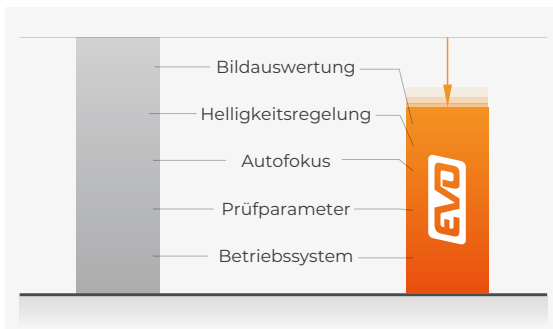 Bildauswertung
Helligkeitsregelung
Autofokus
EVO
Prüfparameter
Betriebssystem